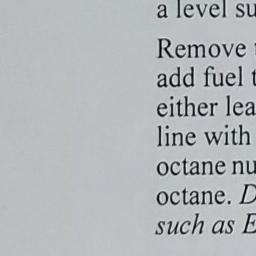 a level su
Remove
add fuel t
either lea
line with
octane nu
octane. D
such as E